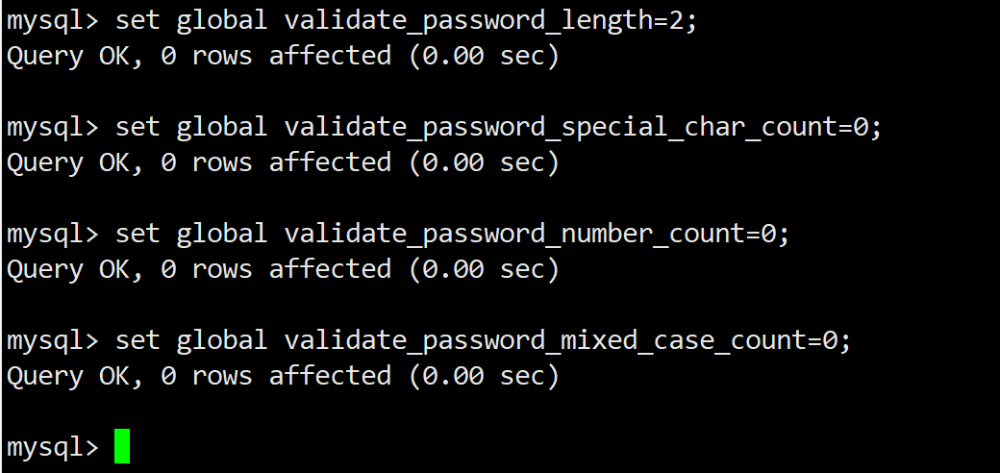 mysql> set global validate_password_length=2;
Query OK, 0 rows affected (0.00 sec)
mysql> set global validate_password_special_char_count=0;
Query OK, 0 rows affected (0.00 sec)
mysql> set global validate_password_number_count=0;
Query OK, 0 rows affected (0.00 sec)
mysql> set global validate_password_mixed_case_count=0;
Query OK, 0 rows affected (0.00 sec)
mysql>